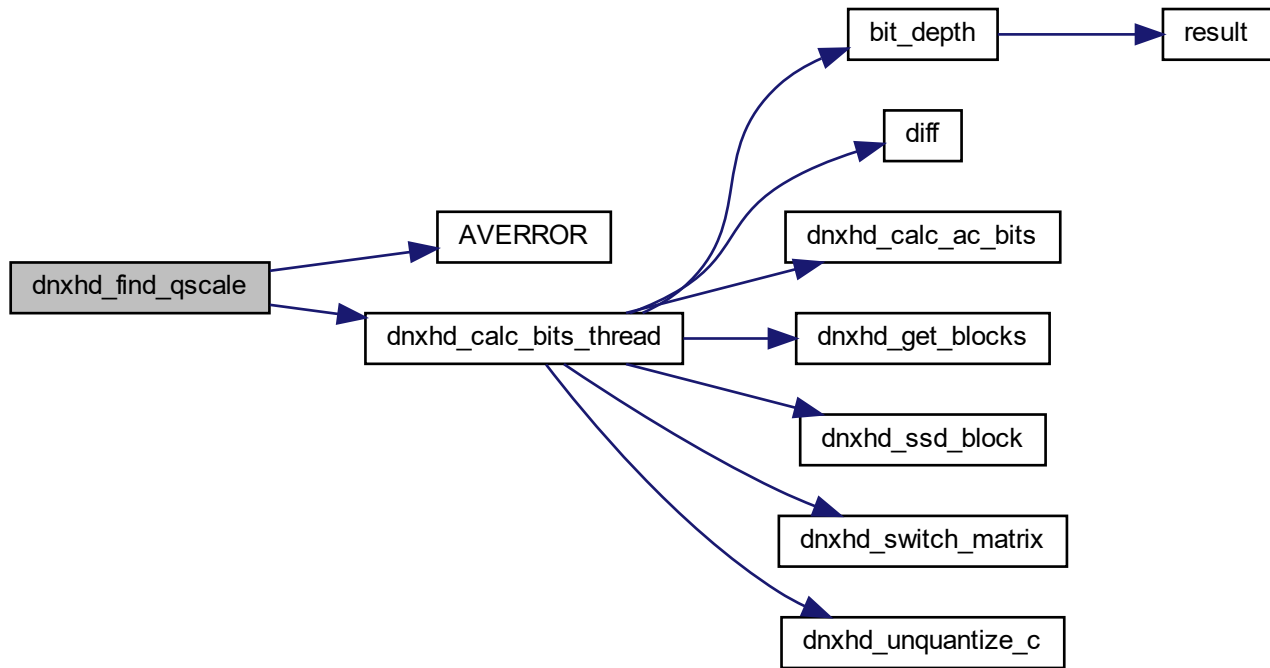 bit_depth
result
diff
AVERROR
dnxhd_calc_ac_bits
dnxhd_find_qscale
dnxhd_calc_bits_thread
dnxhd_get_blocks
dnxhd_ssd_block
dnxhd_switch_matrix
dnxhd_unquantize_c